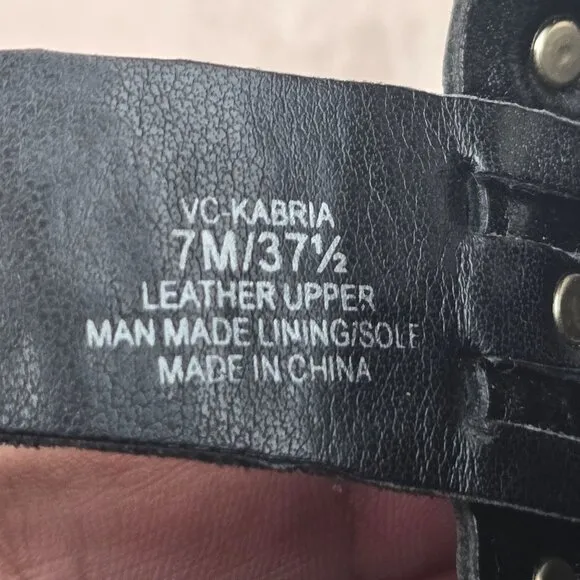 VC-KABRIA
7M/37½
LEATHER UPPER
MAN MADE LINING/SOLE
MADE IN CHINA